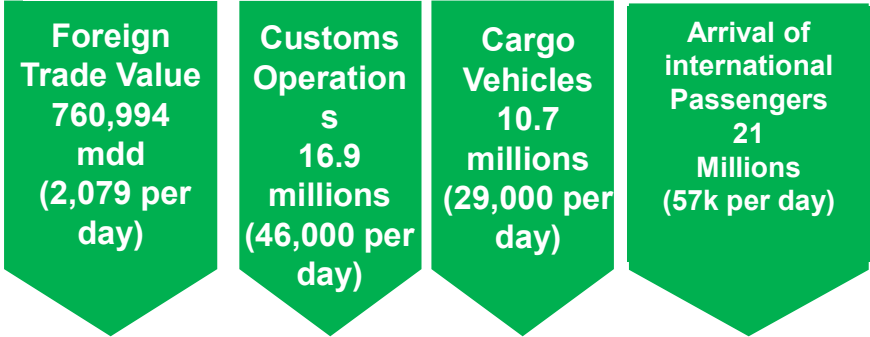 Foreign
Trade Value
760,994
mdd
(2,079 per
day)
Customs
Operation
s
16.9
millions
(46,000 per
day)
Cargo
Vehicles
10.7
millions
(29,000 per
day)
Arrival of
international
Passengers
21
Millions
(57k per day)